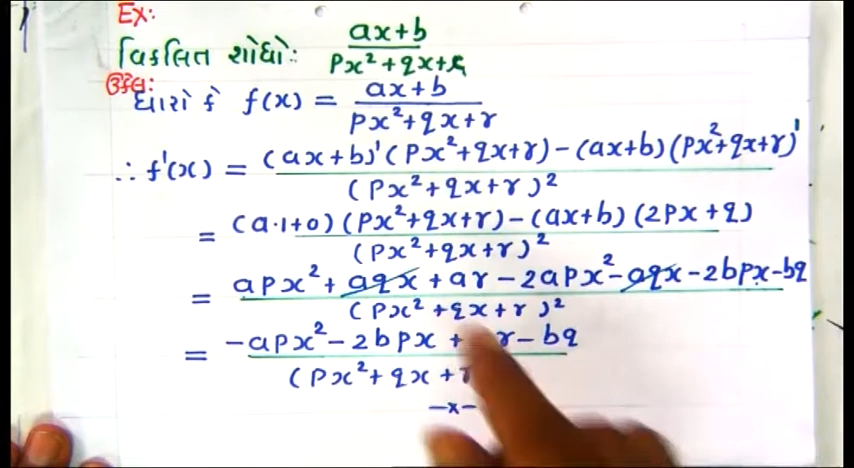 Ex:
વિકલિત શોધો: (ax+b)/(px²+qx+r)
ઉકેલ:
ધારો કે f(x) = (ax+b)/(px²+qx+r)
∴ f'(x) = ((ax+b)'(px²+qx+r)-(ax+b)(px²+qx+r)')/((px²+qx+r)²)
= ((a·1+0)(px²+qx+r)-(ax+b)(2px+q))/((px²+qx+r)²)
= (apx²+aqx+ar-2apx²-aqx-2bpx-bq)/((px²+qx+r)²)
= -apx²-2bpx+ r-bq
(px²+qx+r
-x-